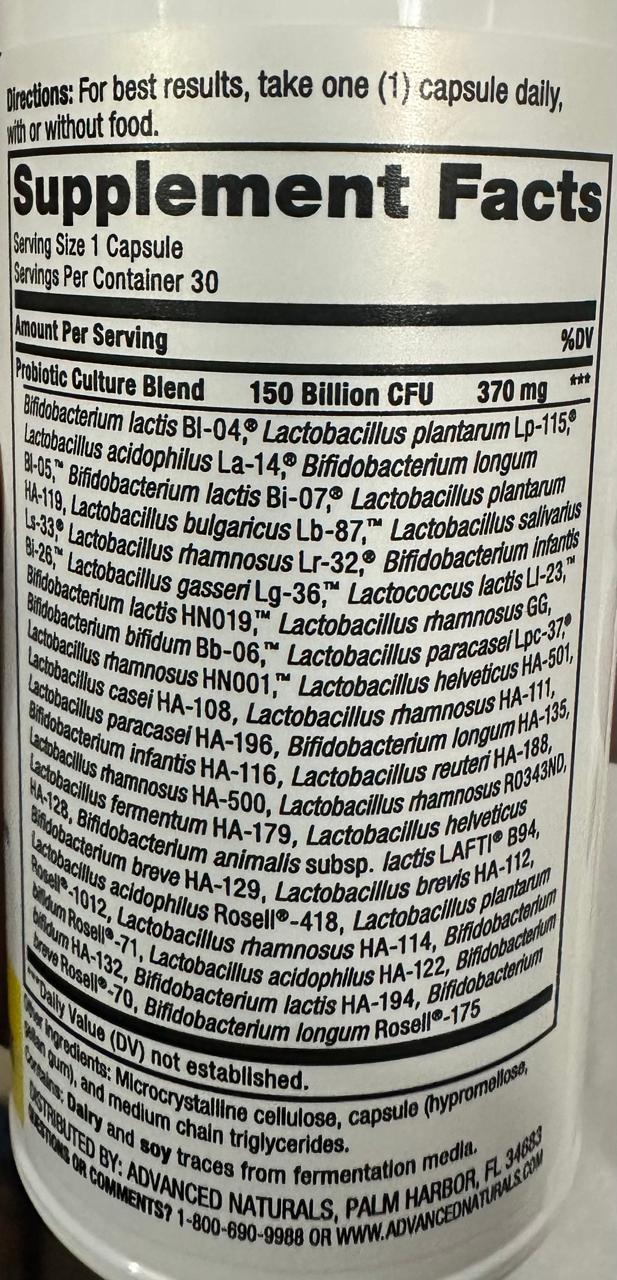 Directions: For best results, take one (1) capsule daily,
with or without food.
Supplement Facts
Serving Size 1 Capsule
Servings Per Container 30
Amount Per Serving %DV
Probiotic Culture Blend 150 Billion CFU 370 mg ***
Bifidobacterium lactis Bl-04,® Lactobacillus plantarum Lp-115,®
Lactobacillus acidophilus La-14,® Bifidobacterium longum
Bl-05,™ Bifidobacterium lactis Bi-07,® Lactobacillus plantarum
HA-119, Lactobacillus bulgaricus Lb-87,™ Lactobacillus salivarius
Ls-33,® Lactobacillus rhamnosus Lr-32,® Bifidobacterium infantis
Bi-26,™ Lactobacillus gasseri Lg-36,™ Lactococcus lactis Ll-23,™
Bifidobacterium lactis HN019,™ Lactobacillus rhamnosus GG,
Bifidobacterium bifidum Bb-06,™ Lactobacillus paracasei Lpc-37,®
Lactobacillus rhamnosus HN001,™ Lactobacillus helveticus HA-501,
Lactobacillus casei HA-108, Lactobacillus rhamnosus HA-111,
Lactobacillus paracasei HA-196, Bifidobacterium longum HA-135,
Bifidobacterium infantis HA-116, Lactobacillus reuteri HA-188,
Lactobacillus rhamnosus HA-500, Lactobacillus rhamnosus R0343ND,
Lactobacillus fermentum HA-179, Lactobacillus helveticus
HA-128, Bifidobacterium animalis subsp. lactis LAFTI® B94,
Bifidobacterium breve HA-129, Lactobacillus brevis HA-112,
Lactobacillus acidophilus Rosell®-418, Lactobacillus plantarum
Rosell®-1012, Lactobacillus rhamnosus HA-114, Bifidobacterium
bifidum Rosell®-71, Lactobacillus acidophilus HA-122, Bifidobacterium
bifidum HA-132, Bifidobacterium lactis HA-194, Bifidobacterium
breve Rosell®-70, Bifidobacterium longum Rosell®-175
***Daily Value (DV) not established.
Other Ingredients: Microcrystalline cellulose, capsule (hypromellose,
gellan gum), and medium chain triglycerides.
Contains: Dairy and soy traces from fermentation media.
DISTRIBUTED BY: ADVANCED NATURALS, PALM HARBOR, FL 34683
QUESTIONS OR COMMENTS? 1-800-690-9988 OR WWW.ADVANCEDNATURALS.COM